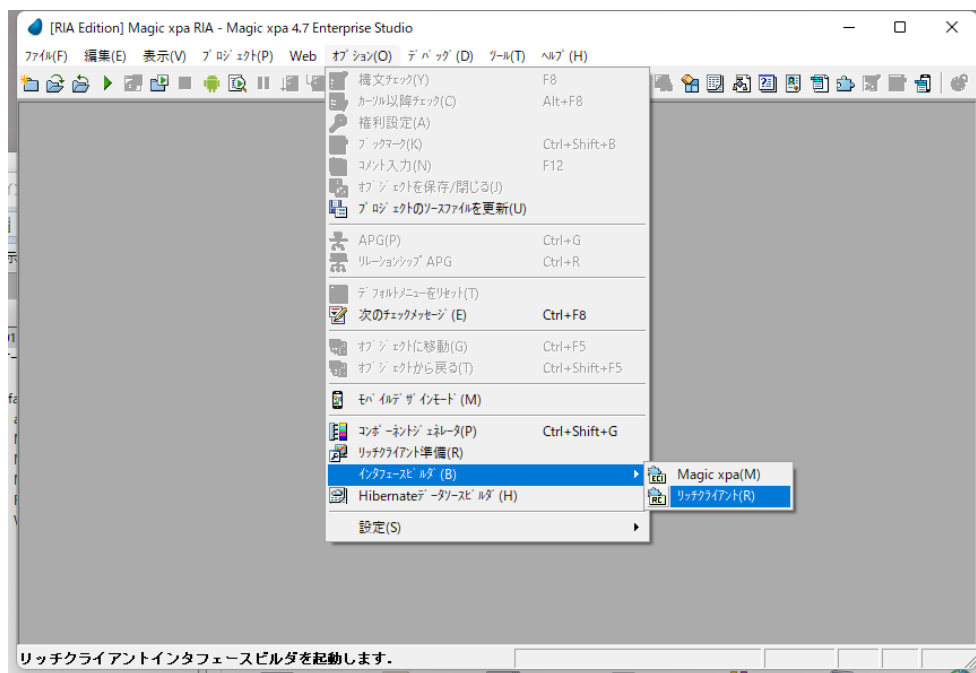 [RIA Edition] Magic xpa RIA - Magic xpa 4.7 Enterprise Studio
ﾌｧｲﾙ(F) 編集(E) 表示(V) ﾌﾟﾛｼﾞｪｸﾄ(P) Web ｵﾌﾟｼｮﾝ(O) ﾃﾞﾊﾞｯｸﾞ(D) ﾂｰﾙ(T) ﾍﾙﾌﾟ(H)
構文ﾁｪｯｸ(Y) F8
ｶｰｿﾙ以降ﾁｪｯｸ(C) Alt+F8
権利設定(A)
ﾌﾞｯｸﾏｰｸ(K) Ctrl+Shift+B
ｺﾒﾝﾄ入力(N) F12
ｵﾌﾞｼﾞｪｸﾄを保存/閉じる(J)
ﾌﾟﾛｼﾞｪｸﾄのｿｰｽﾌｧｲﾙを更新(U)
APG(P) Ctrl+G
ﾘﾚｰｼｮﾝｼｯﾌﾟAPG Ctrl+R
ﾃﾞﾌｫﾙﾄﾒﾆｭｰをﾘｾｯﾄ(T)
次のﾁｪｯｸﾒｯｾｰｼﾞ(E) Ctrl+F8
ｵﾌﾞｼﾞｪｸﾄに移動(G) Ctrl+F5
ｵﾌﾞｼﾞｪｸﾄから戻る(T) Ctrl+Shift+F5
ﾓﾊﾞｲﾙﾃﾞｻﾞｲﾝﾓｰﾄﾞ(M)
ｺﾝﾎﾟｰﾈﾝﾄｼﾞｪﾈﾚｰﾀ(P) Ctrl+Shift+G
ﾘｯﾁｸﾗｲｱﾝﾄ準備(R)
ｲﾝﾀﾌｪｰｽﾋﾞﾙﾀﾞ(B)
Magic xpa(M)
Hibernateﾃﾞｰﾀｿｰｽﾋﾞﾙﾀﾞ(H)
ﾘｯﾁｸﾗｲｱﾝﾄ(R)
設定(S)
リッチクライアントインタフェースビルダを起動します.